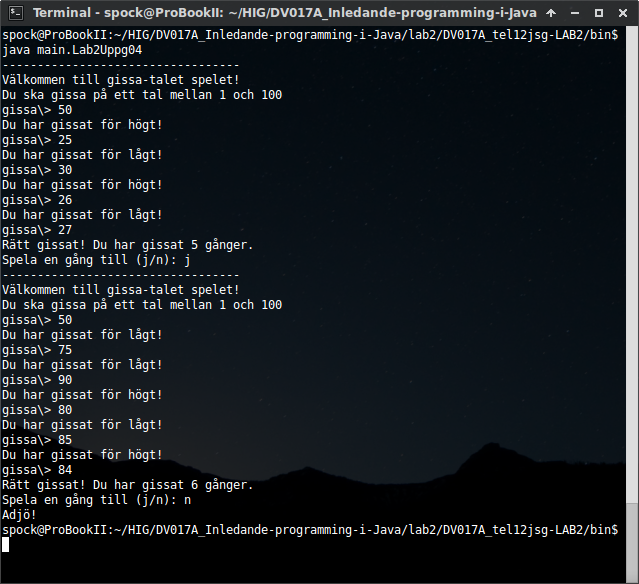 Terminal - spock@ProBookII: ~/HIG/DV017A_Inledande-programming-i-Java
spock@ProBookII:~/HIG/DV017A_Inledande-programming-i-Java/lab2/DV017A_tel12jsg-LAB2/bin$
java main.Lab2Uppg04
----------------------------------
Välkommen till gissa-talet spelet!
Du ska gissa på ett tal mellan 1 och 100
gissa\> 50
Du har gissat för högt!
gissa\> 25
Du har gissat för lågt!
gissa\> 30
Du har gissat för högt!
gissa\> 26
Du har gissat för lågt!
gissa\> 27
Rätt gissat! Du har gissat 5 gånger.
Spela en gång till (j/n): j
----------------------------------
Välkommen till gissa-talet spelet!
Du ska gissa på ett tal mellan 1 och 100
gissa\> 50
Du har gissat för lågt!
gissa\> 75
Du har gissat för lågt!
gissa\> 90
Du har gissat för högt!
gissa\> 80
Du har gissat för lågt!
gissa\> 85
Du har gissat för högt!
gissa\> 84
Rätt gissat! Du har gissat 6 gånger.
Spela en gång till (j/n): n
Adjö!
spock@ProBookII:~/HIG/DV017A_Inledande-programming-i-Java/lab2/DV017A_tel12jsg-LAB2/bin$